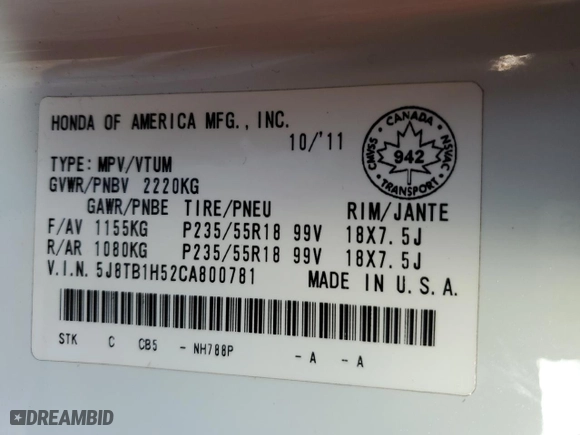 HONDA OF AMERICA MFG., INC.
10/'11
TYPE: MPV/VTUM
GVWR/PNBV 2220KG
GAWR/PNBE TIRE/PNEU RIM/JANTE
F/AV 1155KG P235/55R18 99V 18X7.5J
R/AR 1080KG P235/55R18 99V 18X7.5J
V.I.N. 5J8TB1H52CA800781 MADE IN U.S.A.
STK C CB5 - NH788P - A - A
CANADA
CMVSS 942 NSVAC
TRANSPORT
DREAMBID